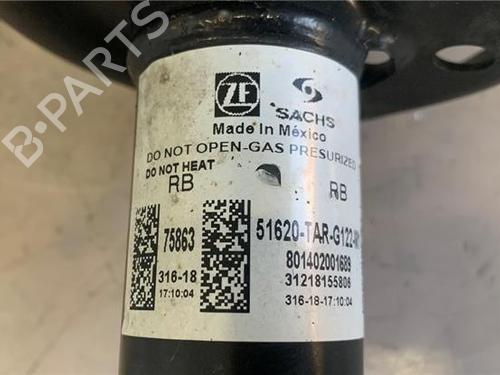 ZF
SACHS
Made In México
DO NOT OPEN-GAS PRESURIZED
DO NOT HEAT
RB
RB
75863
316-18
17:10:04
51620-TAR-G122
801402001689
31218155806
316-18-17:10:04
B-PARTS